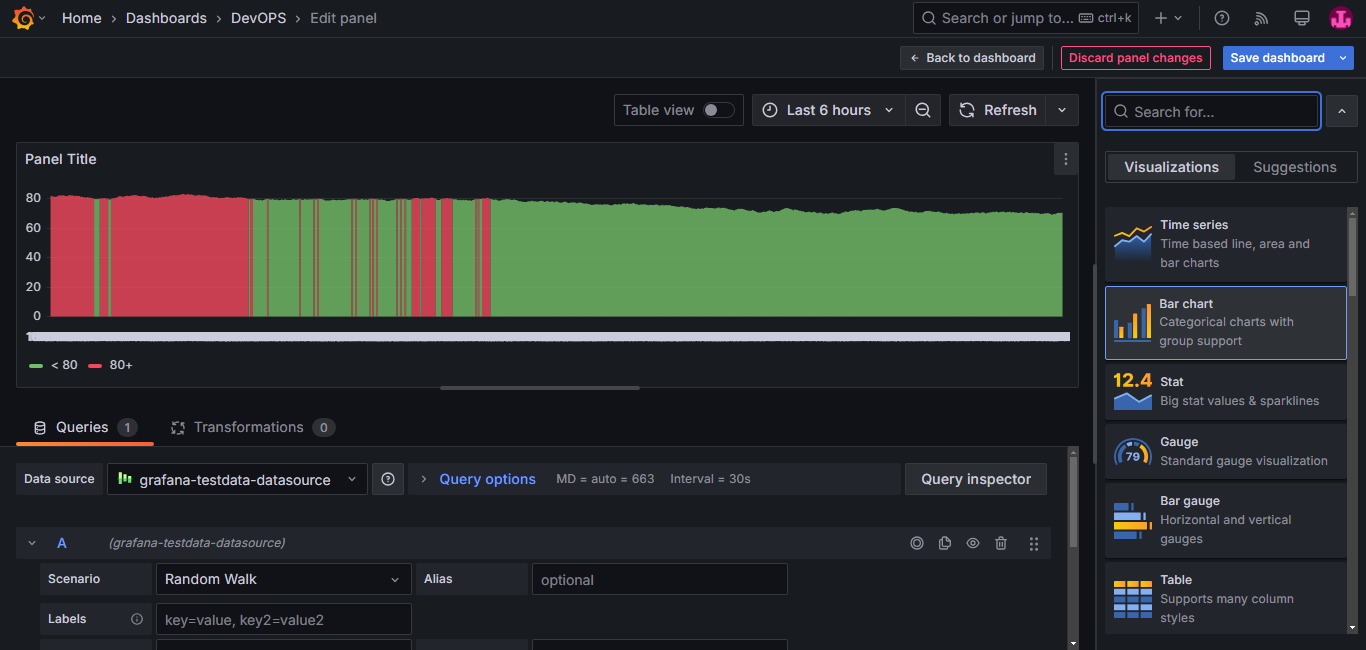 Home › Dashboards › DevOPS › Edit panel
Search or jump to... ctrl+k
Back to dashboard
Discard panel changes
Save dashboard
Table view
Last 6 hours
Refresh
Search for...
Panel Title
80
60
40
20
0
< 80
80+
Visualizations
Suggestions
Time series
Time based line, area and
bar charts
Bar chart
Categorical charts with
group support
12.4
Stat
Big stat values & sparklines
79
Gauge
Standard gauge visualization
Bar gauge
Horizontal and vertical
gauges
Table
Supports many column
styles
Queries 1
Transformations 0
Data source
grafana-testdata-datasource
Query options
MD = auto = 663
Interval = 30s
Query inspector
A
(grafana-testdata-datasource)
Scenario
Random Walk
Alias
optional
Labels
key=value, key2=value2